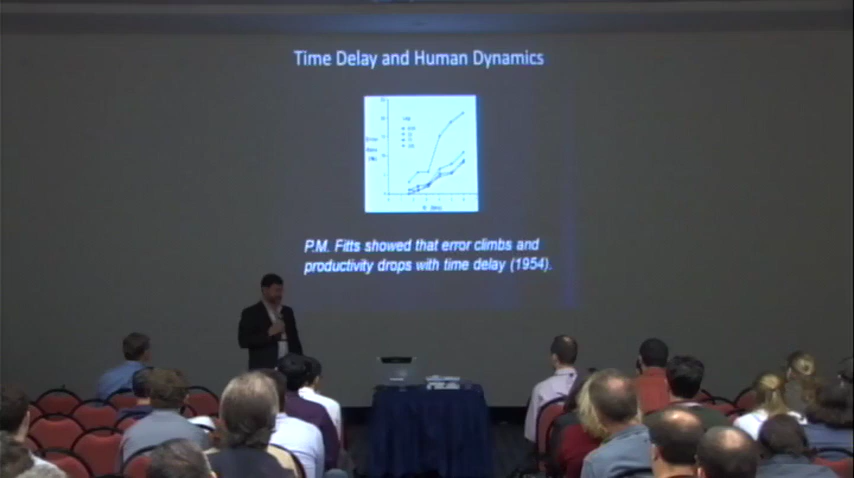 Time Delay and Human Dynamics
P.M. Fitts showed that error climbs and
productivity drops with time delay (1954).